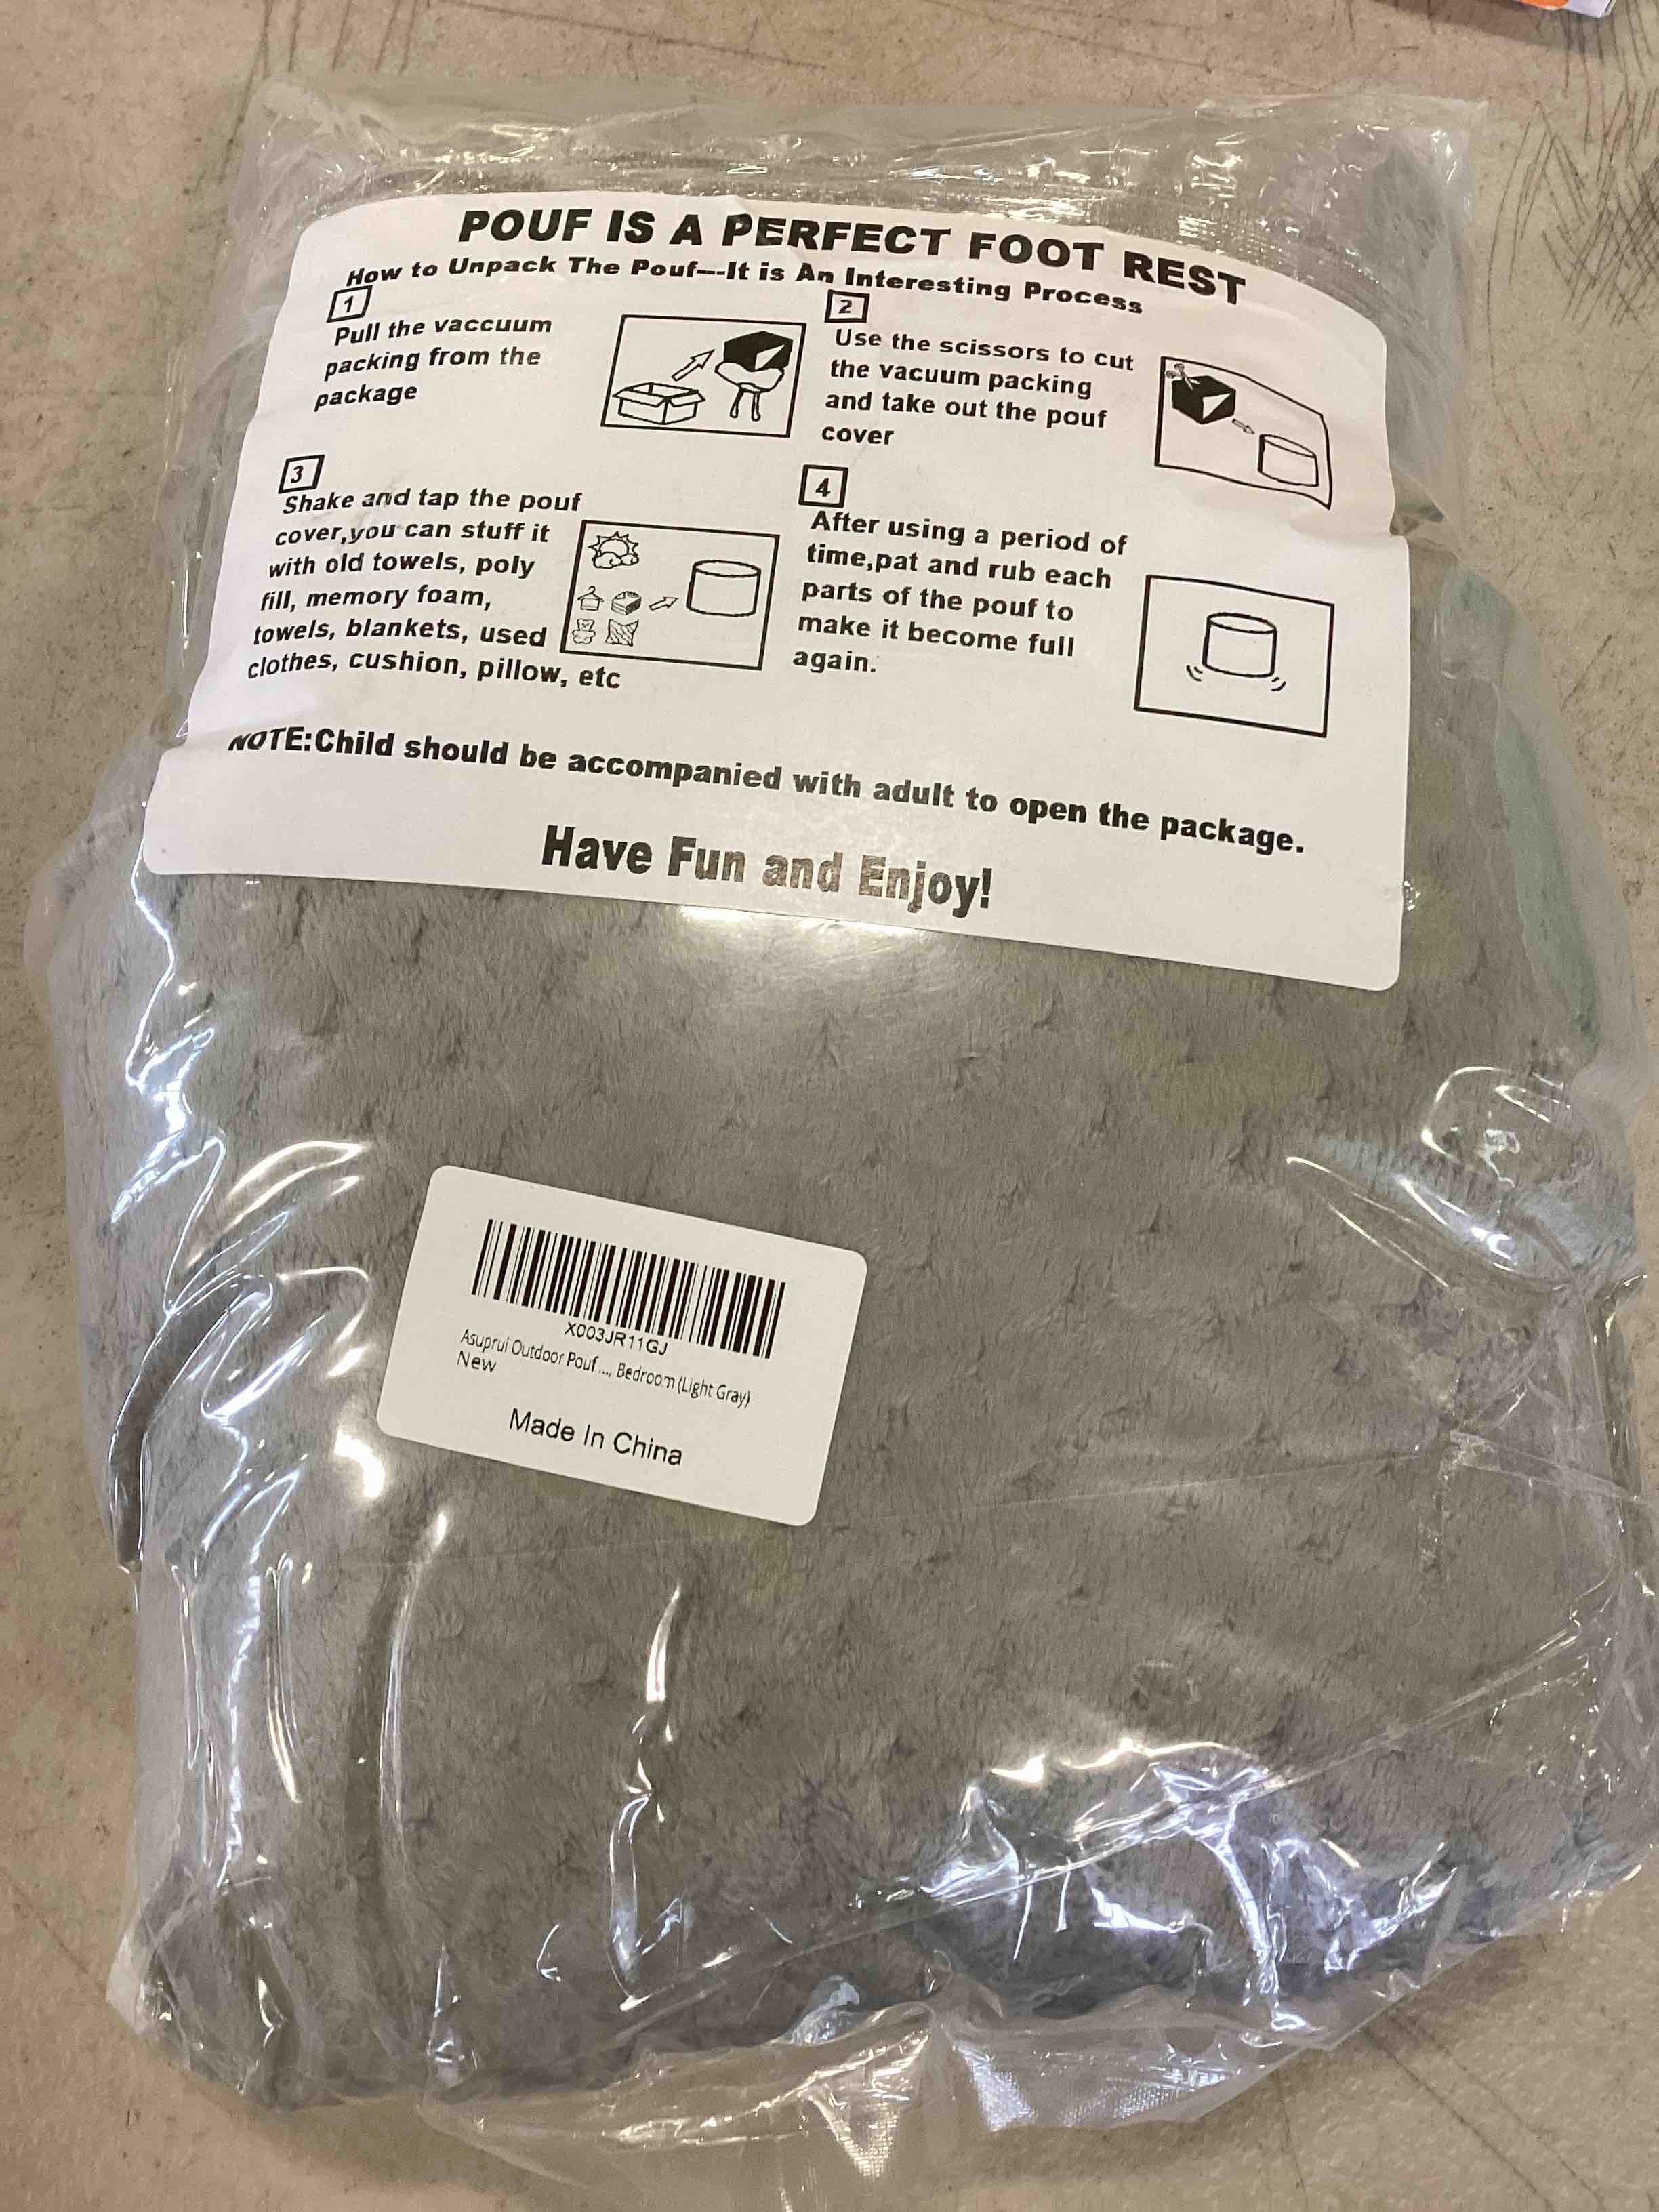 POUF IS A PERFECT FOOT REST
How to Unpack The Pouf---It is An Interesting Process
1
Pull the vaccuum
packing from the
package
2
Use the scissors to cut
the vacuum packing
and take out the pouf
cover
3
Shake and tap the pouf
cover,you can stuff it
with old towels, poly
fill, memory foam,
towels, blankets, used
clothes, cushion, pillow, etc
4
After using a period of
time,pat and rub each
parts of the pouf to
make it become full
again.
NOTE:Child should be accompanied with adult to open the package.
Have Fun and Enjoy!
X003JR11GJ
Asuprui Outdoor Pouf..., Bedroom (Light Gray)
New
Made In China